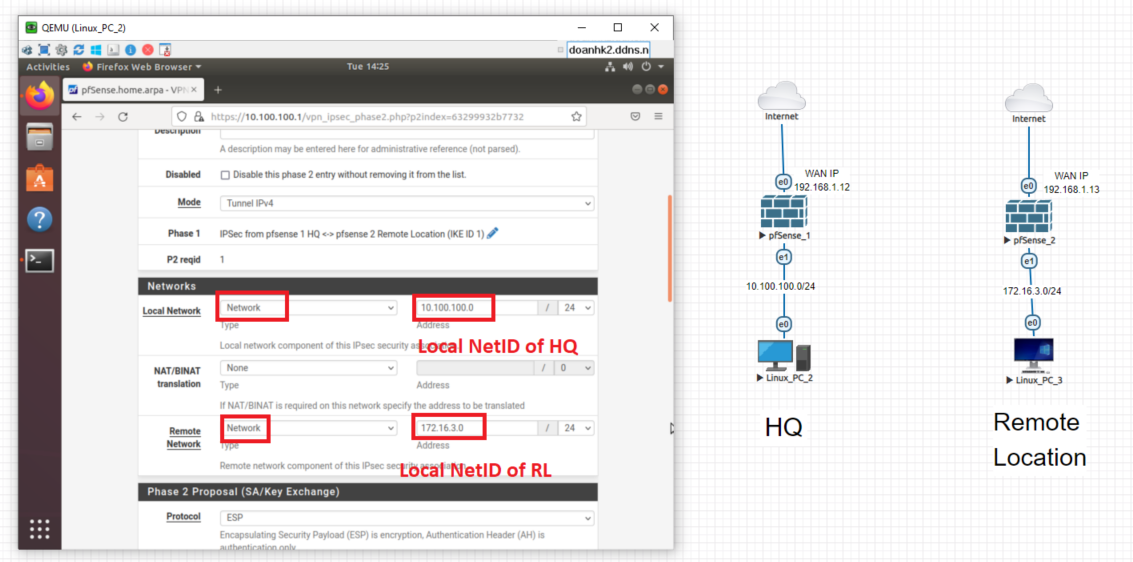 QEMU (Linux_PC_2)
doanhk2.ddns.n
Activities Firefox Web Browser Tue 14:25
pfSense.home.arpa - VPN
https://10.100.100.1/vpn_ipsec_phase2.php?p2index=63299932b7732
Description
A description may be entered here for administrative reference (not parsed).
Disabled Disable this phase 2 entry without removing it from the list.
Mode Tunnel IPv4
Phase 1 IPSec from pfsense 1 HQ <-> pfsense 2 Remote Location (IKE ID 1)
P2 reqid 1
Networks
Local Network Network 10.100.100.0 / 24
Type Address
Local network component of this IPsec security association.
Local NetID of HQ
NAT/BINAT translation None / 0
Type Address
If NAT/BINAT is required on this network specify the address to be translated
Remote Network Network 172.16.3.0 / 24
Type Address
Remote network component of this IPsec security association.
Local NetID of RL
Phase 2 Proposal (SA/Key Exchange)
Protocol ESP
Encapsulating Security Payload (ESP) is encryption, Authentication Header (AH) is
authentication only.
Internet
WAN IP
e0 192.168.1.12
pfSense_1
e1
10.100.100.0/24
e0
Linux_PC_2
HQ
Internet
WAN IP
e0 192.168.1.13
pfSense_2
e1
172.16.3.0/24
e0
Linux_PC_3
Remote
Location